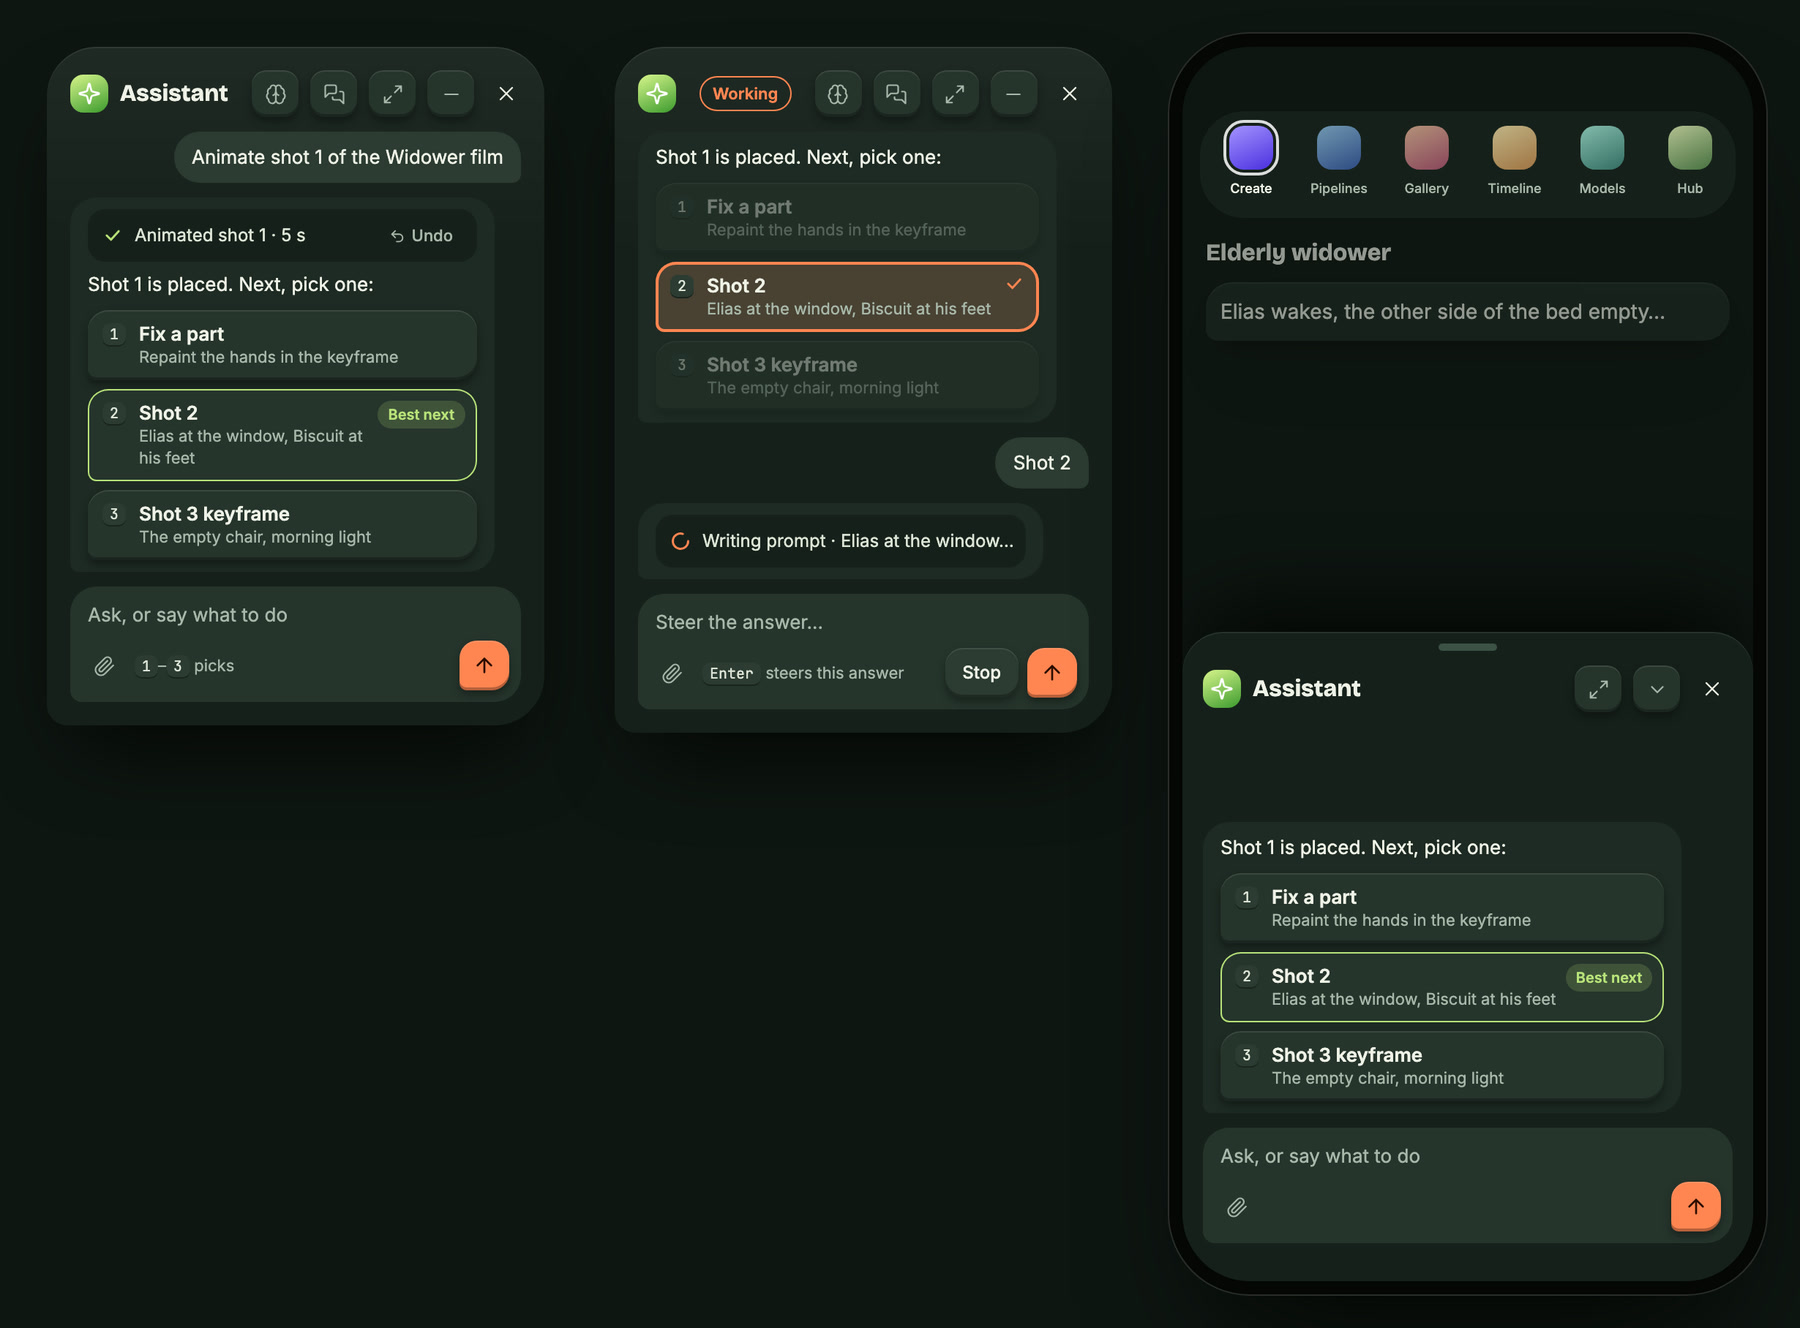 Assistant
Animate shot 1 of the Widower film
Animated shot 1 · 5 s
Undo
Shot 1 is placed. Next, pick one:
1
Fix a part
Repaint the hands in the keyframe
2
Shot 2
Best next
Elias at the window, Biscuit at
his feet
3
Shot 3 keyframe
The empty chair, morning light
Ask, or say what to do
1 – 3 picks
Working
Shot 1 is placed. Next, pick one:
1
Fix a part
Repaint the hands in the keyframe
2
Shot 2
Elias at the window, Biscuit at his feet
3
Shot 3 keyframe
The empty chair, morning light
Shot 2
Writing prompt · Elias at the window...
Steer the answer...
Enter steers this answer
Stop
Create
Pipelines
Gallery
Timeline
Models
Hub
Elderly widower
Elias wakes, the other side of the bed empty...
Assistant
Shot 1 is placed. Next, pick one:
1
Fix a part
Repaint the hands in the keyframe
2
Shot 2
Best next
Elias at the window, Biscuit at his feet
3
Shot 3 keyframe
The empty chair, morning light
Ask, or say what to do